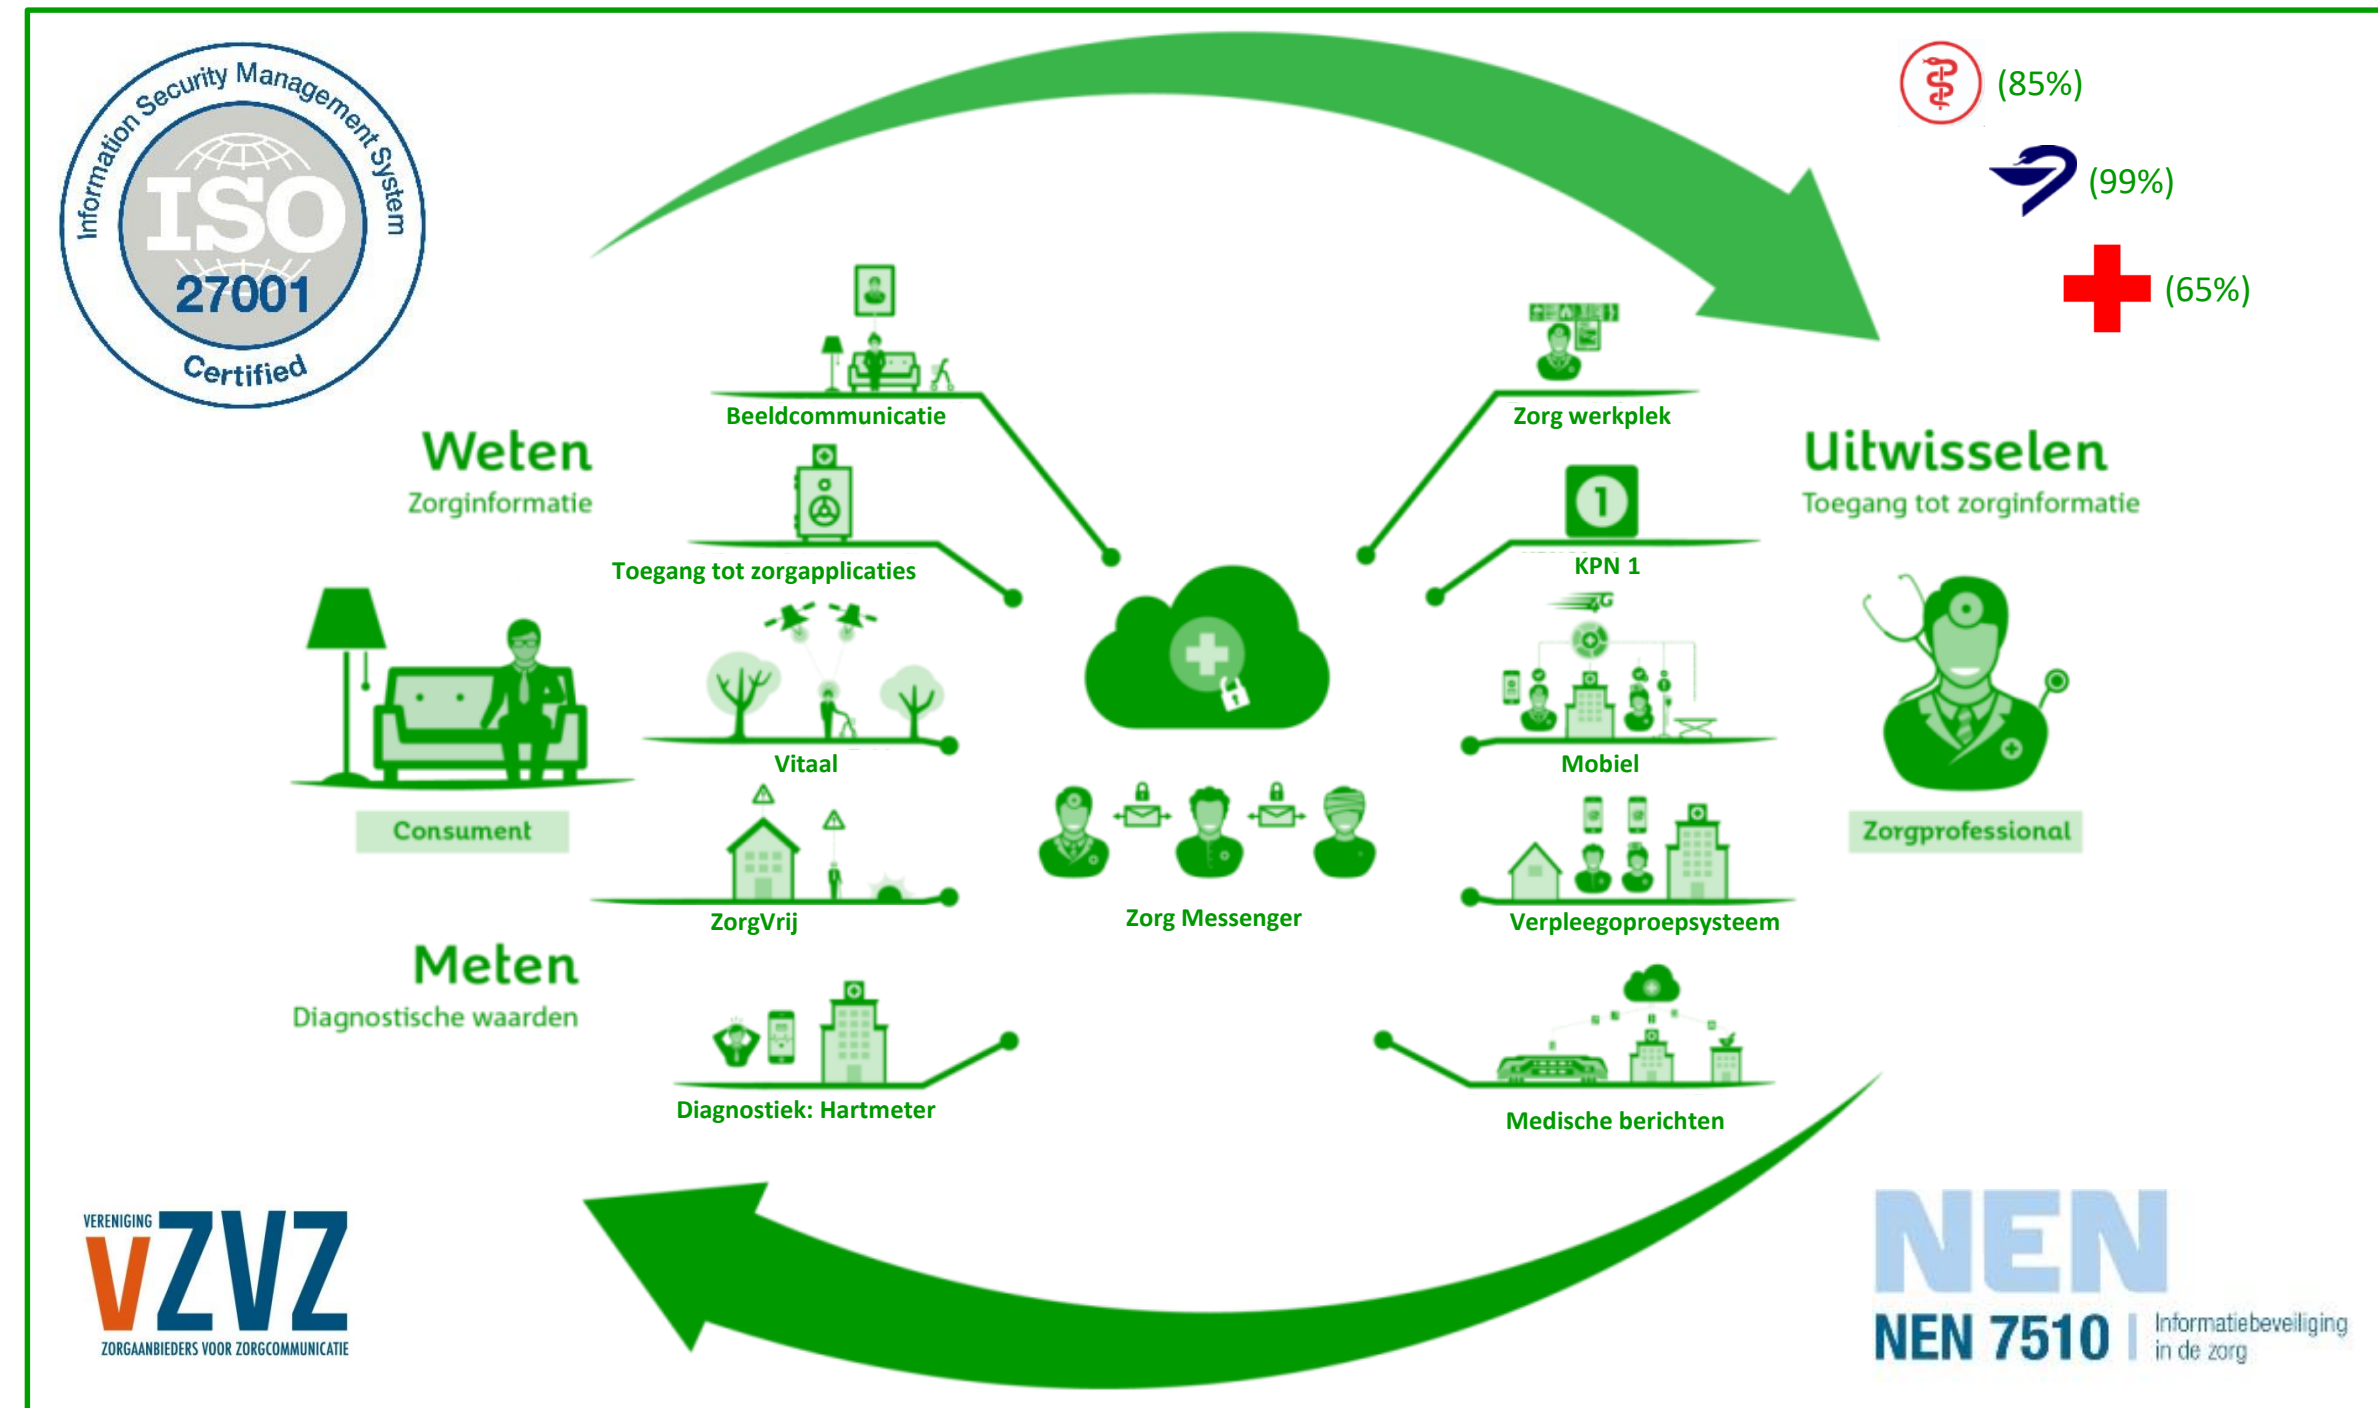 Information Security Management System
ISO
27001
Certified
(85%)
(99%)
(65%)
Beeldcommunicatie
Zorg werkplek
Weten
Zorginformatie
Uitwisselen
Toegang tot zorginformatie
1
Toegang tot zorgapplicaties
KPN 1
4G
Vitaal
Mobiel
Consument
Zorgprofessional
ZorgVrij
Zorg Messenger
Verpleegoproepsysteem
Meten
Diagnostische waarden
Diagnostiek: Hartmeter
Medische berichten
VERENIGING
VZVZ
ZORGAANBIEDERS VOOR ZORGCOMMUNICATIE
NEN
NEN 7510
Informatiebeveiliging
in de zorg